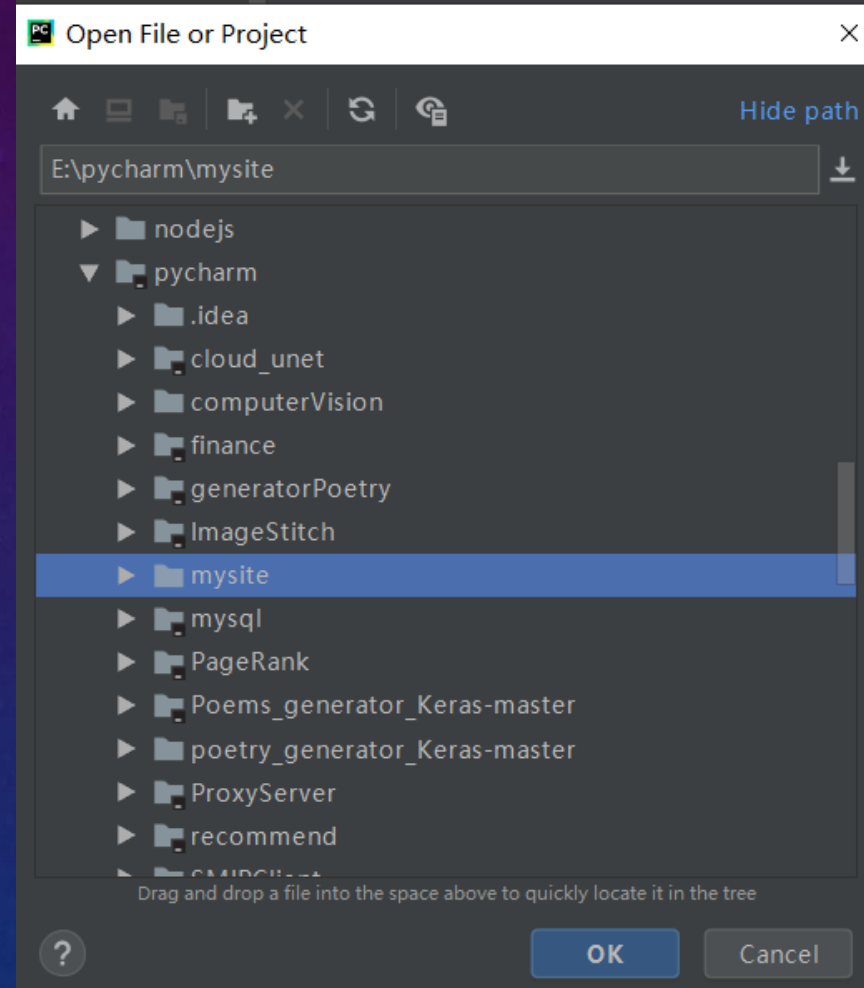 PC Open File or Project
Hide path
E:\pycharm\mysite
nodejs
pycharm
.idea
cloud_unet
computerVision
finance
generatorPoetry
ImageStitch
mysite
mysql
PageRank
Poems_generator_Keras-master
poetry_generator_Keras-master
ProxyServer
recommend
Drag and drop a file into the space above to quickly locate it in the tree
? OK Cancel